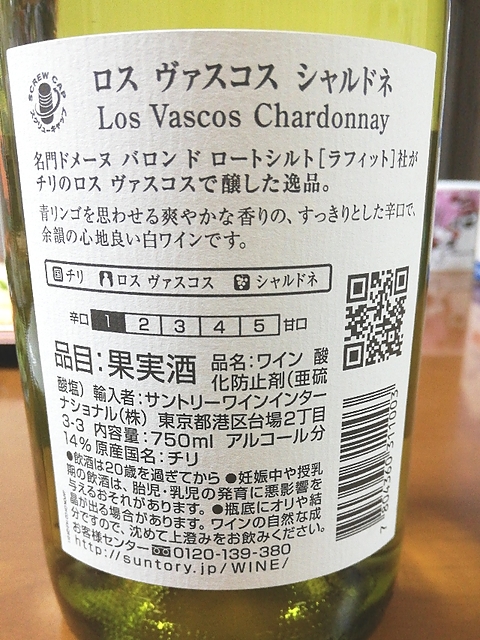 SCREW CAP
スクリューキャップ
ロス ヴァスコス シャルドネ
Los Vascos Chardonnay
名門ドメーヌ バロン ド ロートシルト[ラフィット]社が
チリのロス ヴァスコスで醸した逸品。
青リンゴを思わせる爽やかな香りの、すっきりとした辛口で、
余韻の心地良い白ワインです。
国 チリ ロス ヴァスコス シャルドネ
辛口 1 2 3 4 5 甘口
品目:果実酒 品名:ワイン 酸
化防止剤(亜硫
酸塩) 輸入者:サントリーワインインター
ナショナル(株) 東京都港区台場2丁目
3-3 内容量:750ml アルコール分
14% 原産国名:チリ
●飲酒は20歳を過ぎてから ●妊娠中や授乳
期の飲酒は、胎児・乳児の発育に悪影響を
与えるおそれがあります。 ●瓶底にオリや結
晶が出る場合があります。ワインの自然な成
分ですので、沈めて上澄みをお飲みください。
お客様センター 0120-139-380
http://suntory.jp/WINE/